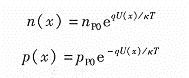 n(x) = n_{P0}e^{qU(x)/κT}
p(x) = p_{P0}e^{-qU(x)/κT}